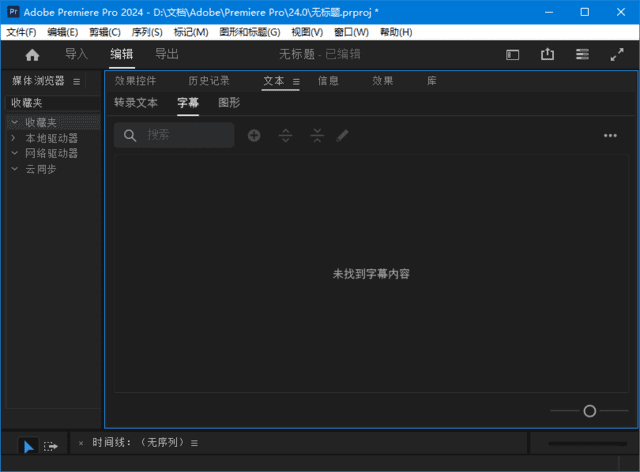 Pr Adobe Premiere Pro 2024 - D:\文档\Adobe\Premiere Pro\24.0\无标题.prproj *
文件(F) 编辑(E) 剪辑(C) 序列(S) 标记(M) 图形和标题(G) 视图(V) 窗口(W) 帮助(H)
导入 编辑 导出 无标题 - 已编辑
媒体浏览器 效果控件 历史记录 文本 信息 效果 库
收藏夹 转录文本 字幕 图形
收藏夹
搜索
本地驱动器
网络驱动器
云同步
未找到字幕内容
× 时间线：（无序列）